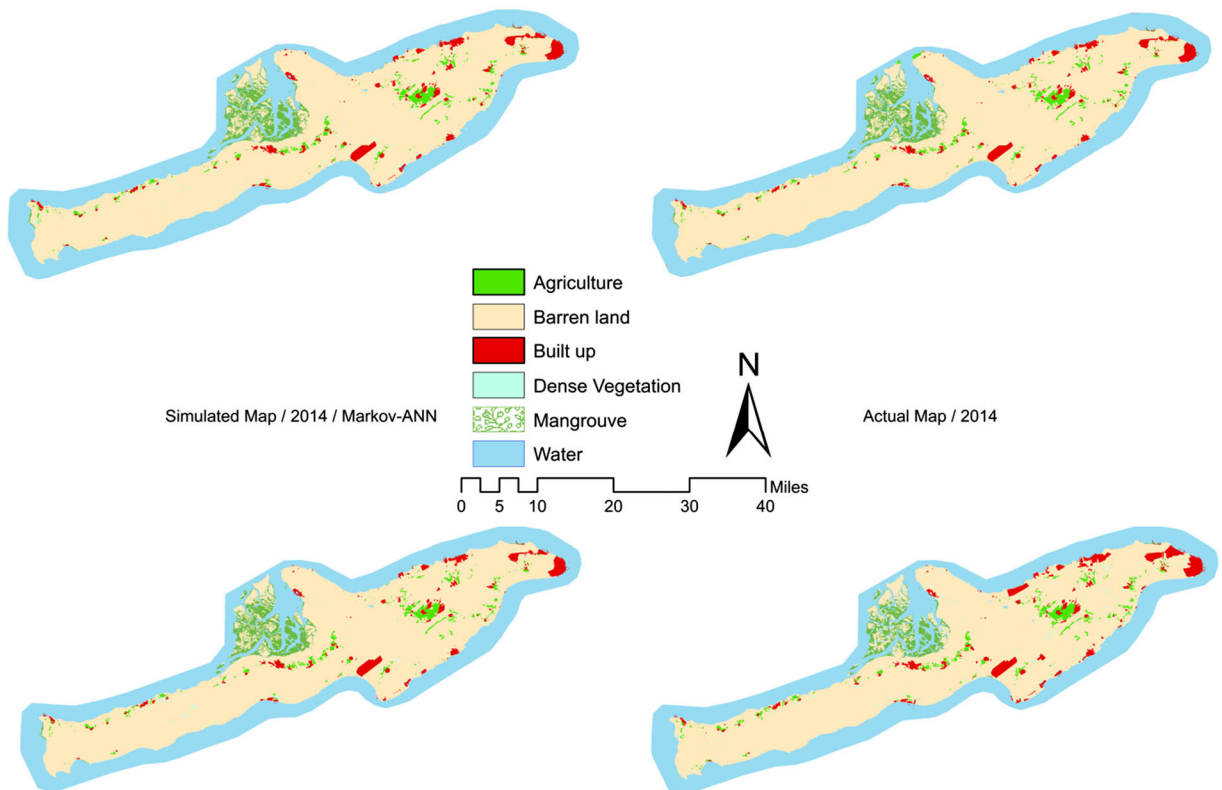 Agriculture
Barren land
Built up
Dense Vegetation
Mangrouve
Water
Simulated Map / 2014 / Markov-ANN
N
Actual Map / 2014
Miles
0 5 10 20 30 40